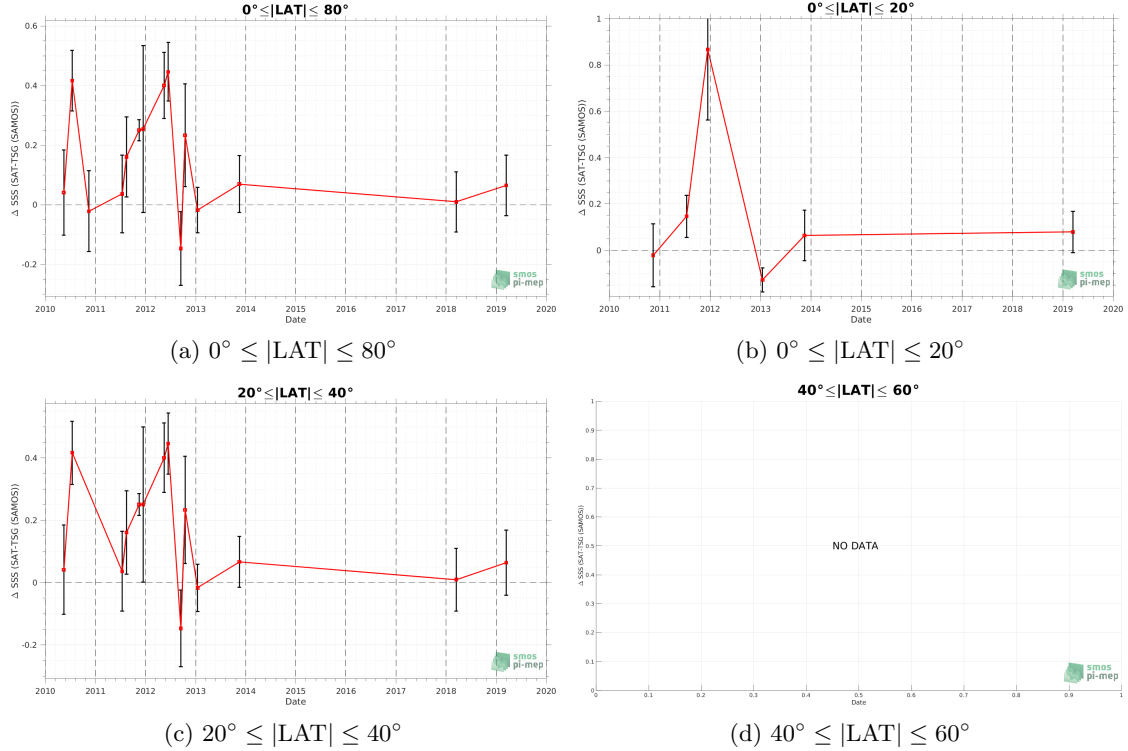 0°≤|LAT|≤ 80°
Δ SSS (SAT-TSG (SAMOS))
0.6
0.4
0.2
0
-0.2
2010 2011 2012 2013 2014 2015 2016 2017 2018 2019 2020
Date
smos
pi-mep
(a) 0° ≤ |LAT| ≤ 80°
0°≤|LAT|≤ 20°
Δ SSS (SAT-TSG (SAMOS))
1
0.8
0.6
0.4
0.2
0
2010 2011 2012 2013 2014 2015 2016 2017 2018 2019 2020
Date
smos
pi-mep
(b) 0° ≤ |LAT| ≤ 20°
20°≤|LAT|≤ 40°
Δ SSS (SAT-TSG (SAMOS))
0.4
0.2
0
-0.2
2010 2011 2012 2013 2014 2015 2016 2017 2018 2019 2020
Date
smos
pi-mep
(c) 20° ≤ |LAT| ≤ 40°
40°≤|LAT|≤ 60°
Δ SSS (SAT-TSG (SAMOS))
1
0.9
0.8
0.7
0.6
0.5
0.4
0.3
0.2
0.1
0
NO DATA
0 0.1 0.2 0.3 0.4 0.5 0.6 0.7 0.8 0.9 1
Date
smos
pi-mep
(d) 40° ≤ |LAT| ≤ 60°